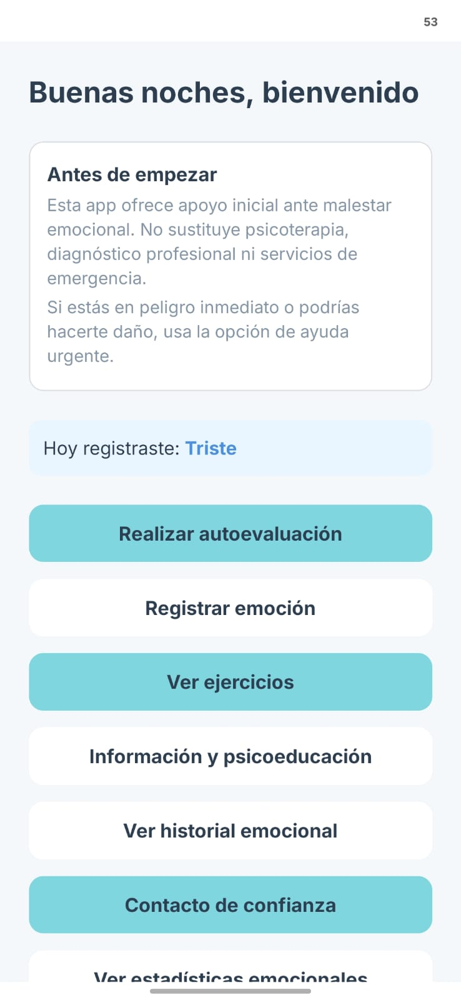 53
Buenas noches, bienvenido
Antes de empezar
Esta app ofrece apoyo inicial ante malestar
emocional. No sustituye psicoterapia,
diagnóstico profesional ni servicios de
emergencia.
Si estás en peligro inmediato o podrías
hacerte daño, usa la opción de ayuda
urgente.
Hoy registraste: Triste
Realizar autoevaluación
Registrar emoción
Ver ejercicios
Información y psicoeducación
Ver historial emocional
Contacto de confianza
Ver estadísticas emocionales